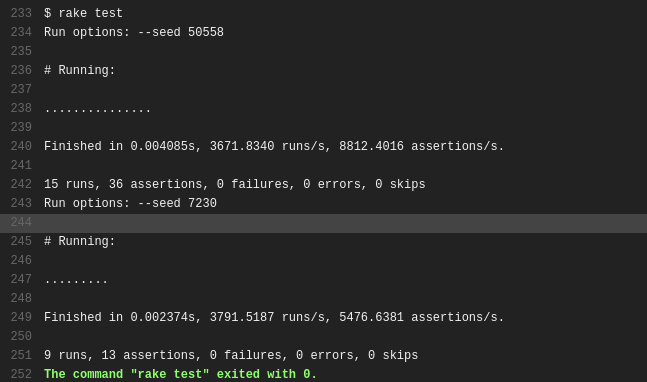 233 $ rake test
234 Run options: --seed 50558
235
236 # Running:
237
238 ...............
239
240 Finished in 0.004085s, 3671.8340 runs/s, 8812.4016 assertions/s.
241
242 15 runs, 36 assertions, 0 failures, 0 errors, 0 skips
243 Run options: --seed 7230
244
245 # Running:
246
247 .........
248
249 Finished in 0.002374s, 3791.5187 runs/s, 5476.6381 assertions/s.
250
251 9 runs, 13 assertions, 0 failures, 0 errors, 0 skips
252 The command "rake test" exited with 0.